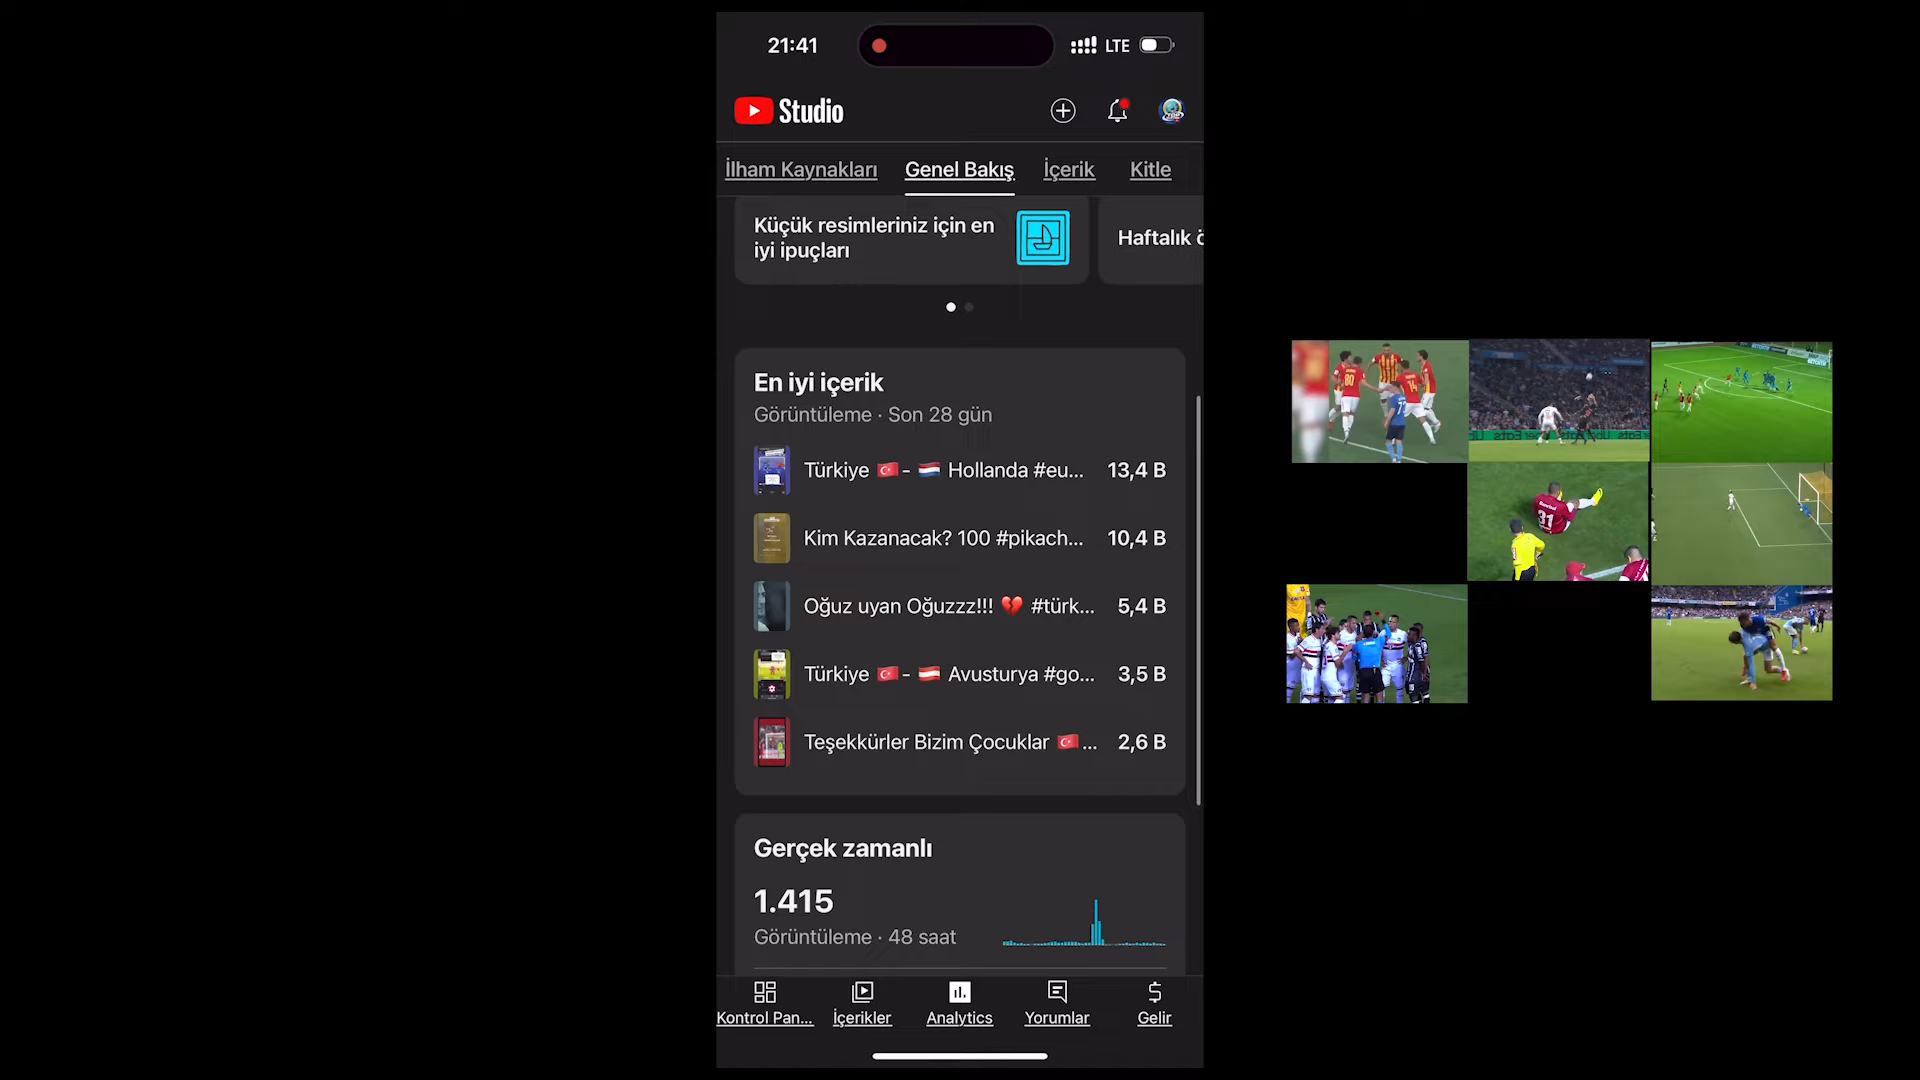 21:41
LTE
Studio
İlham Kaynakları
Genel Bakış
İçerik
Kitle
Küçük resimleriniz için en
iyi ipuçları
Haftalık ö
En iyi içerik
Görüntüleme · Son 28 gün
Türkiye 🇹🇷 - 🇳🇱 Hollanda #eu... 13,4 B
Kim Kazanacak? 100 #pikach... 10,4 B
Oğuz uyan Oğuzzz!!! 💔 #türk... 5,4 B
Türkiye 🇹🇷 - 🇦🇹 Avusturya #go... 3,5 B
Teşekkürler Bizim Çocuklar 🇹🇷... 2,6 B
Gerçek zamanlı
1.415
Görüntüleme · 48 saat
Kontrol Pan...
İçerikler
Analytics
Yorumlar
Gelir
80
14
31